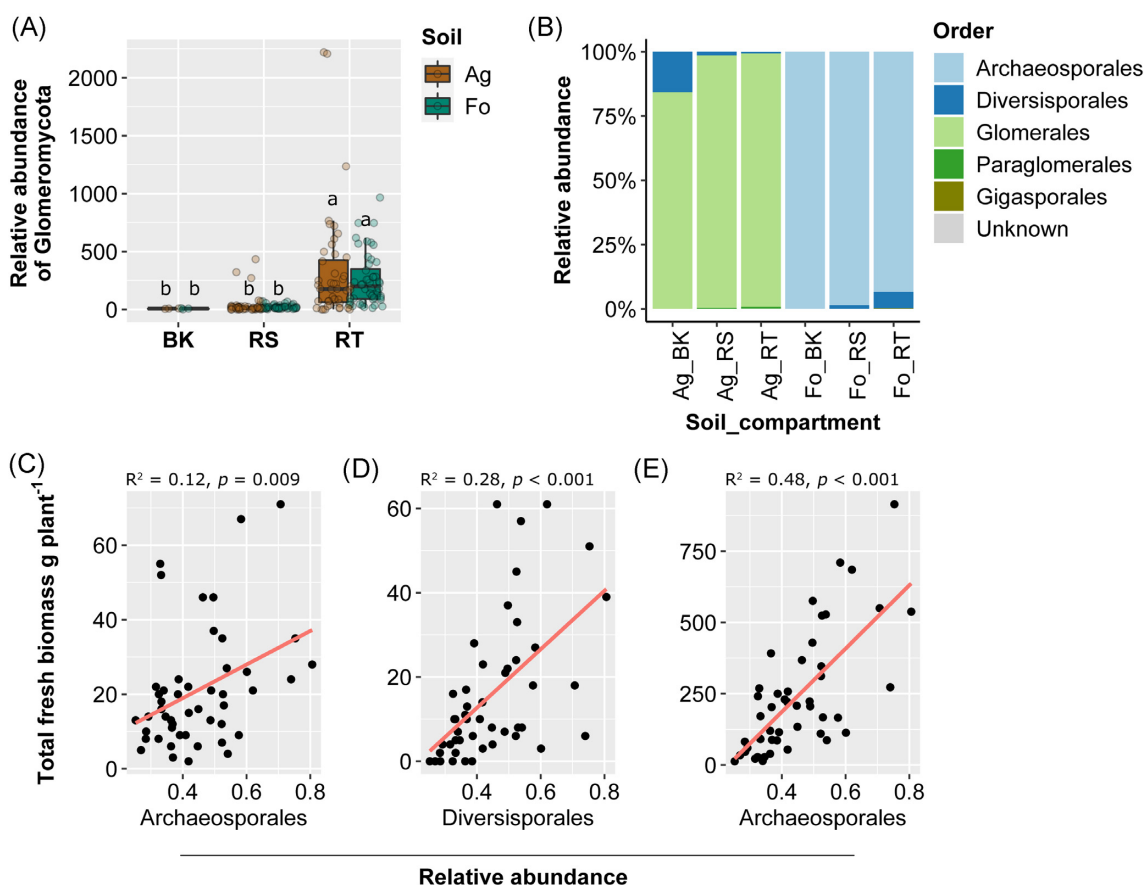 (A)
Relative abundance
of Glomeromycota
2000
1500
1000
500
0
b b b b a a
BK RS RT
Soil
Ag
Fo
(B)
Relative abundance
100%
75%
50%
25%
0%
Ag_BK
Ag_RS
Ag_RT
Fo_BK
Fo_RS
Fo_RT
Soil_compartment
Order
Archaeosporales
Diversisporales
Glomerales
Paraglomerales
Gigasporales
Unknown
(C)
R² = 0.12, p = 0.009
Total fresh biomass g plant⁻¹
60
40
20
0
0.4 0.6 0.8
Archaeosporales
(D)
R² = 0.28, p < 0.001
60
40
20
0
0.4 0.6 0.8
Diversisporales
(E)
R² = 0.48, p < 0.001
750
500
250
0
0.4 0.6 0.8
Archaeosporales
Relative abundance